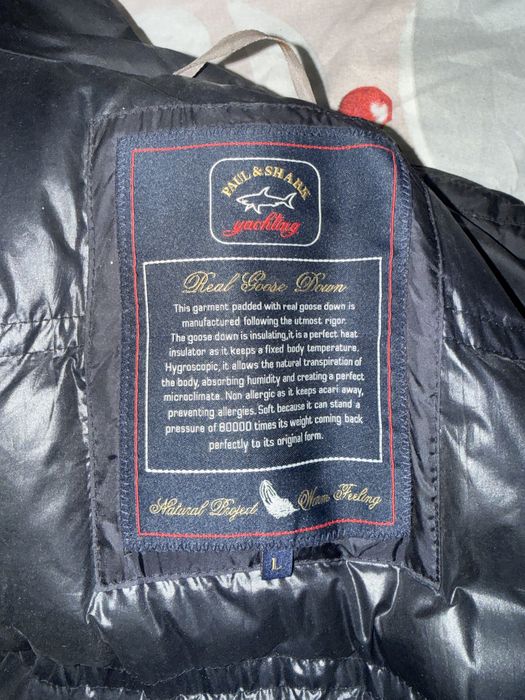 PAUL & SHARK
yachting
Real Goose Down
This garment padded with real goose down is
manufactured following the utmost rigor.
The goose down is insulating,it is a perfect heat
insulator as it keeps a fixed body temperature.
Hygroscopic, it allows the natural transpiration of
the body, absorbing humidity and creating a perfect
microclimate. Non allergic as it keeps acari away,
preventing allergies. Soft because it can stand a
pressure of 80000 times its weight coming back
perfectly to its original form.
Natural Project Warm Feeling
L